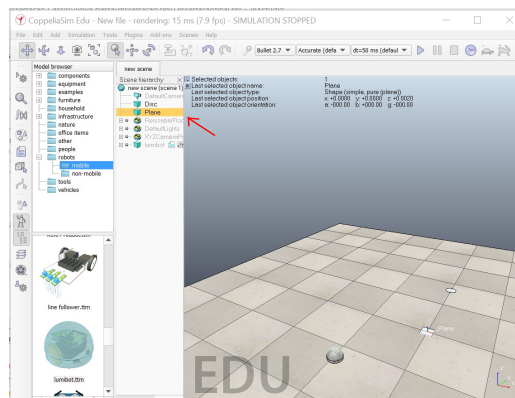 CoppeliaSim Edu - New file - rendering: 15 ms (7.9 fps) - SIMULATION STOPPED
File Edit Add Simulation Tools Plugins Add-ons Scenes Help
Bullet 2.7 Accurate (defa dt=50 ms (defaul
Model browser
components
equipment
examples
furniture
household
infrastructure
nature
office items
other
people
robots
mobile
non-mobile
tools
vehicles
line follower.ttm
lumibot.ttm
new scene
Scene hierarchy
new scene (scene 1)
DefaultCamera
Disc
Plane
ResizableFloo
DefaultLights
XYZCameraPr
lumibot
Selected objects: 1
Last selected object name: Plane
Last selected object type: Shape (simple, pure (plane))
Last selected object position: x: +0.0000 y: +0.0000 z: +0.0020
Last selected object orientation: a: -000.00 b: +000.00 g: -000.00
Plane
EDU